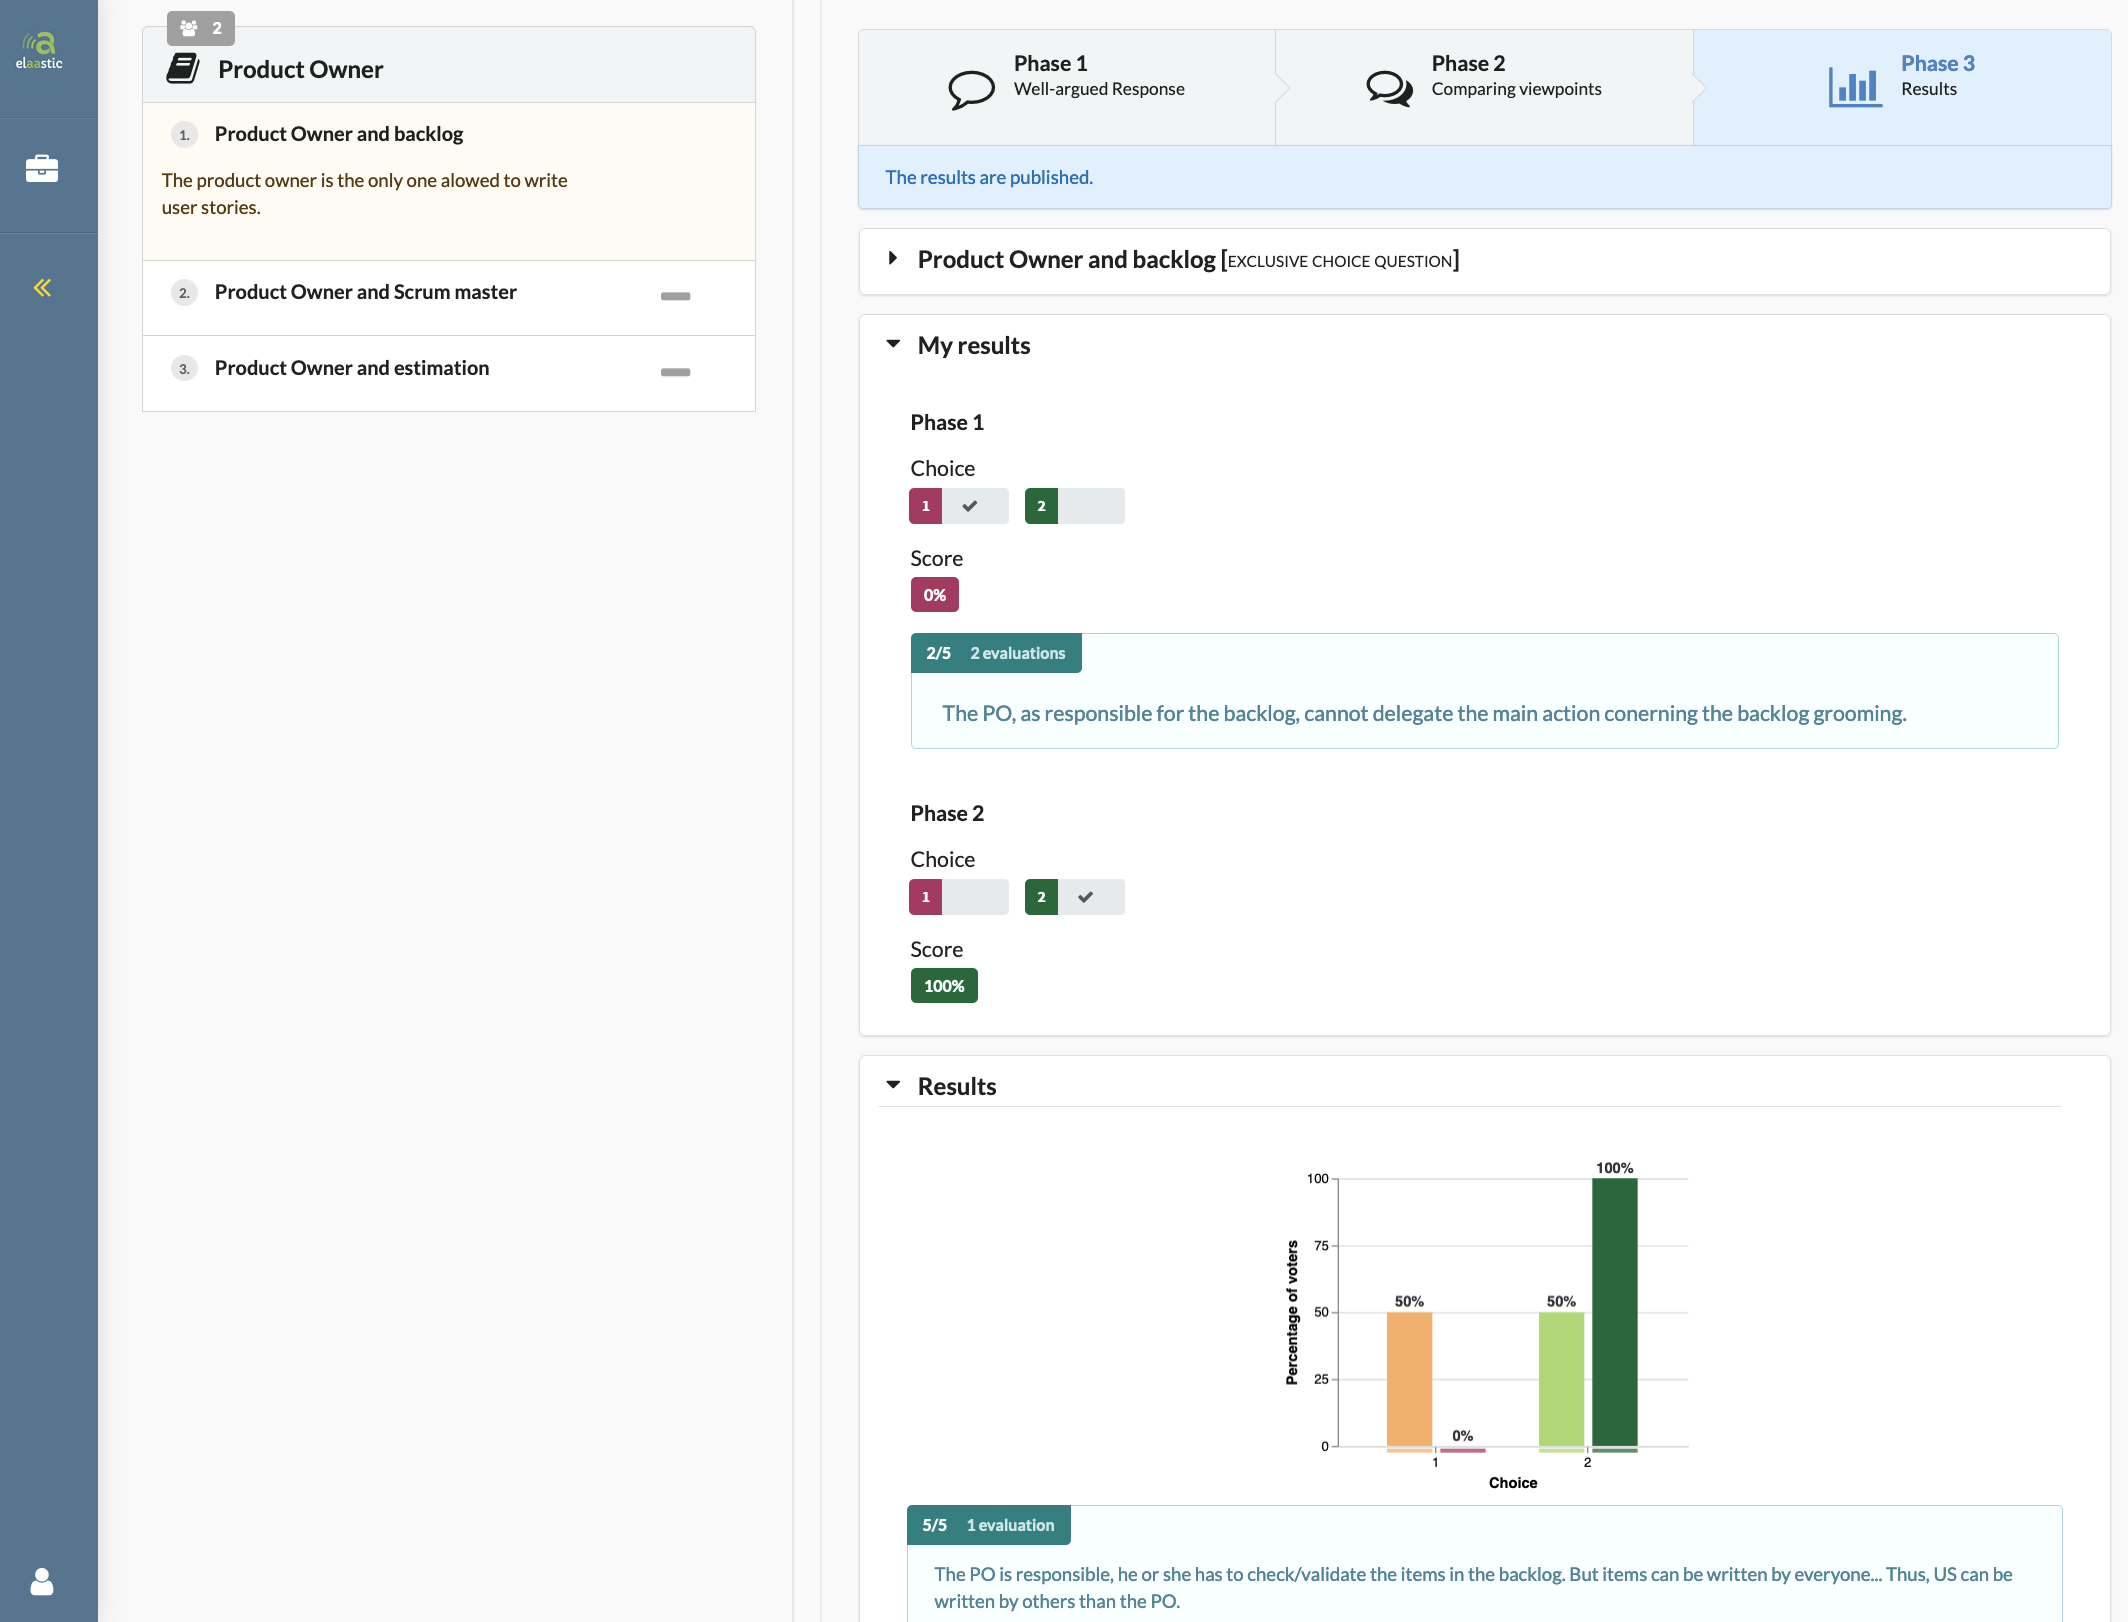 elaastic
2
Product Owner
1. Product Owner and backlog
The product owner is the only one alowed to write
user stories.
2. Product Owner and Scrum master
3. Product Owner and estimation
Phase 1
Well-argued Response
Phase 2
Comparing viewpoints
Phase 3
Results
The results are published.
Product Owner and backlog [EXCLUSIVE CHOICE QUESTION]
My results
Phase 1
Choice
1 2
Score
0%
2/5 2 evaluations
The PO, as responsible for the backlog, cannot delegate the main action conerning the backlog grooming.
Phase 2
Choice
1 2
Score
100%
Results
Percentage of voters
100
75
50
25
0
50%
0%
50%
100%
1 2
Choice
5/5 1 evaluation
The PO is responsible, he or she has to check/validate the items in the backlog. But items can be written by everyone... Thus, US can be
written by others than the PO.